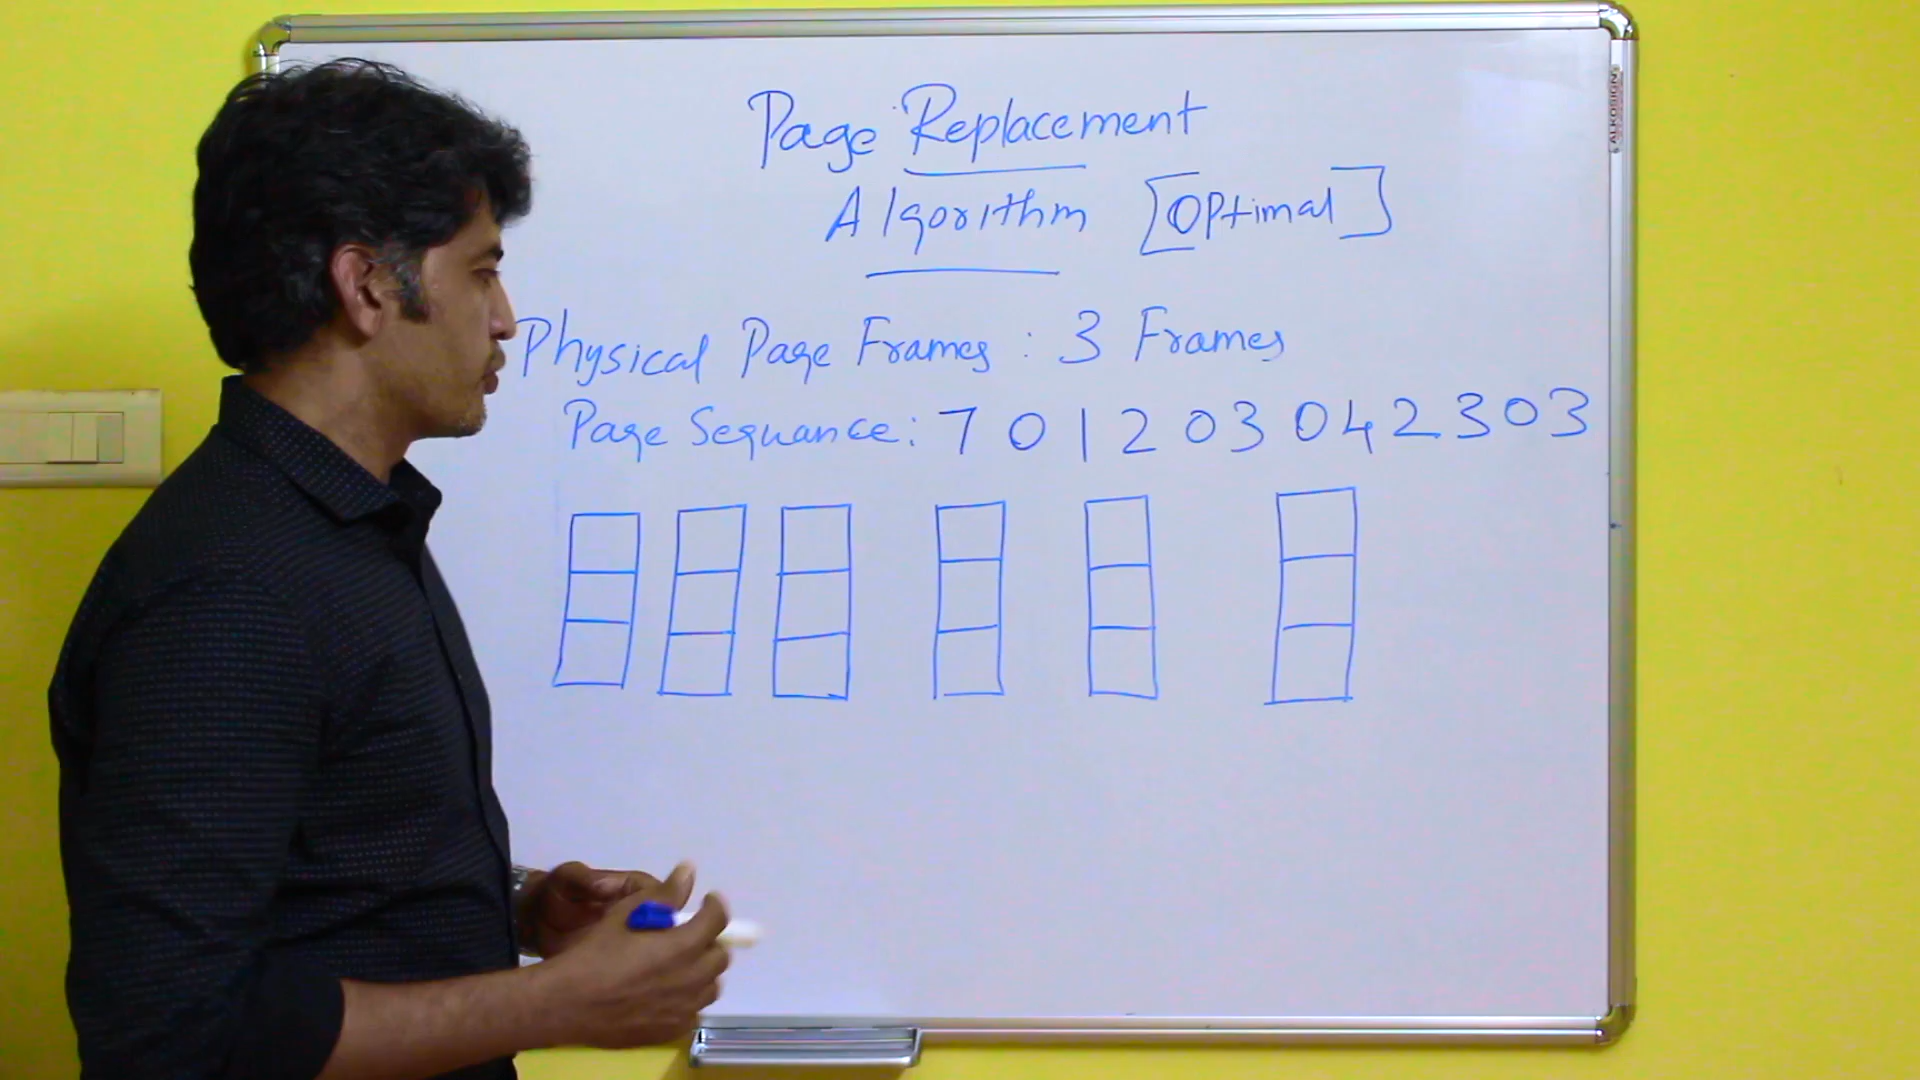 Page Replacement
Algorithm [Optimal]
Physical Page Frames : 3 Frames
Page Sequance: 7 0 1 2 0 3 0 4 2 3 0 3
ALKOSIGN